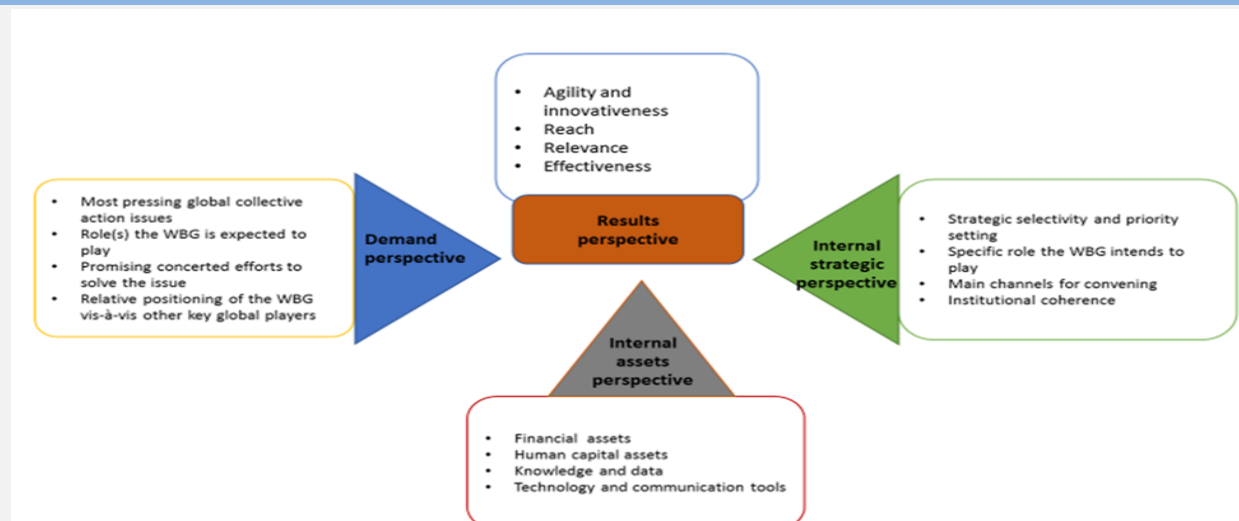 • Agility and
innovativeness
• Reach
• Relevance
• Effectiveness
Results
perspective
• Most pressing global collective
action issues
• Role(s) the WBG is expected to
play
• Promising concerted efforts to
solve the issue
• Relative positioning of the WBG
vis-à-vis other key global players
Demand
perspective
Internal
strategic
perspective
• Strategic selectivity and priority
setting
• Specific role the WBG intends to
play
• Main channels for convening
• Institutional coherence
Internal
assets
perspective
• Financial assets
• Human capital assets
• Knowledge and data
• Technology and communication tools